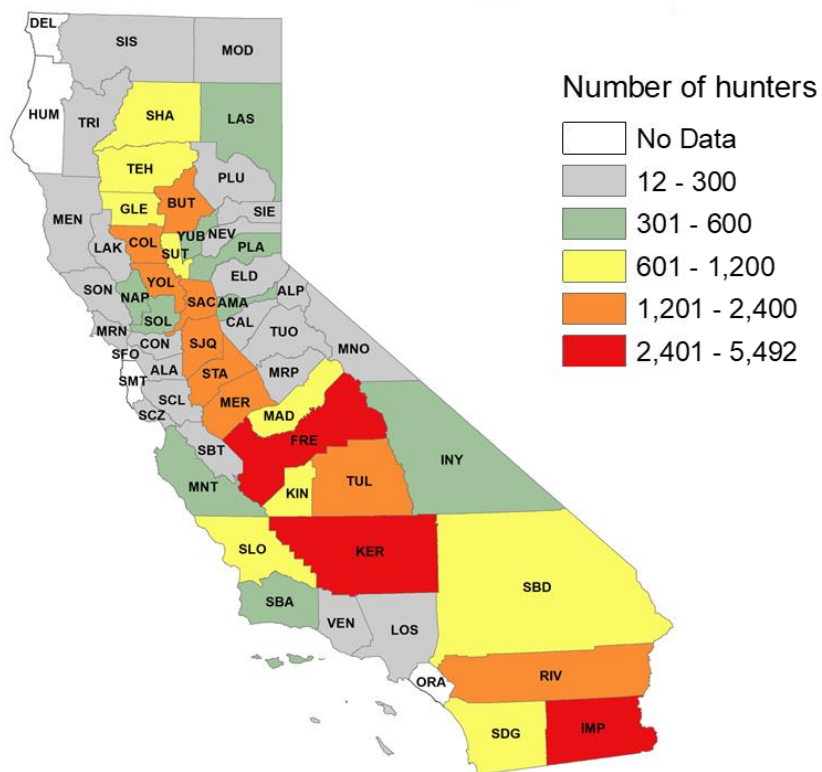 Number of hunters
No Data
12 - 300
301 - 600
601 - 1,200
1,201 - 2,400
2,401 - 5,492
DEL
SIS
MOD
HUM
TRI
SHA
LAS
TEH
PLU
GLE
BUT
MEN
SIE
YUB
NEV
COL
SUT
PLA
LAK
ELD
YOL
SON
NAP
SAC
AMA
ALP
SOL
CAL
MRN
CON
SJQ
TUO
MNO
SFO
ALA
STA
MRP
SMT
SCL
MER
SCZ
MAD
FRE
SBT
INY
MNT
KIN
TUL
SLO
KER
SBD
SBA
VEN
LOS
ORA
RIV
SDG
IMP